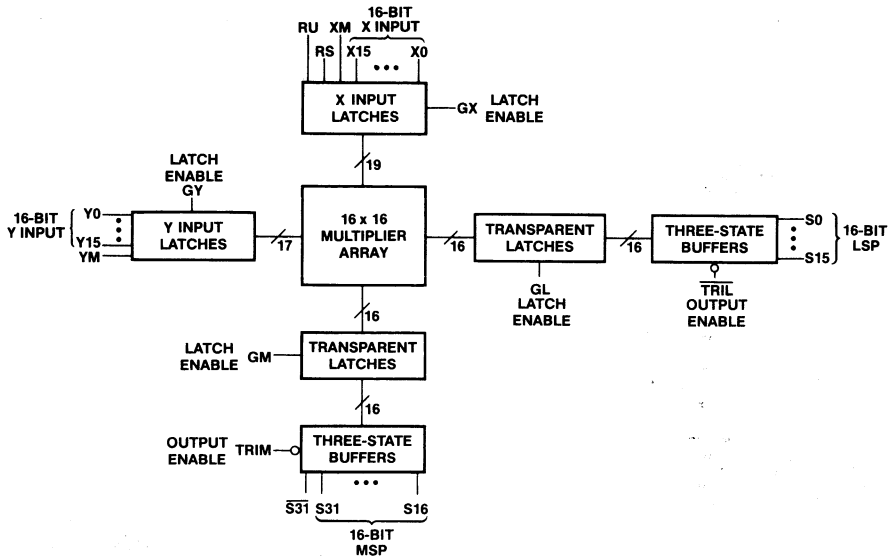 16-BIT
X INPUT
RU XM
RS X15 ••• X0
X INPUT
LATCHES
GX LATCH
ENABLE
19
LATCH
ENABLE
GY
16-BIT
Y INPUT
Y0
Y15
YM
Y INPUT
LATCHES
17
16 x 16
MULTIPLIER
ARRAY
16
TRANSPARENT
LATCHES
GL
LATCH
ENABLE
16
THREE-STATE
BUFFERS
S0
S15
16-BIT
LSP
T̅R̅I̅L̅
OUTPUT
ENABLE
16
LATCH
ENABLE GM
TRANSPARENT
LATCHES
16
OUTPUT
ENABLE TRIM
THREE-STATE
BUFFERS
•••
S̅3̅1̅ S31 S16
16-BIT
MSP